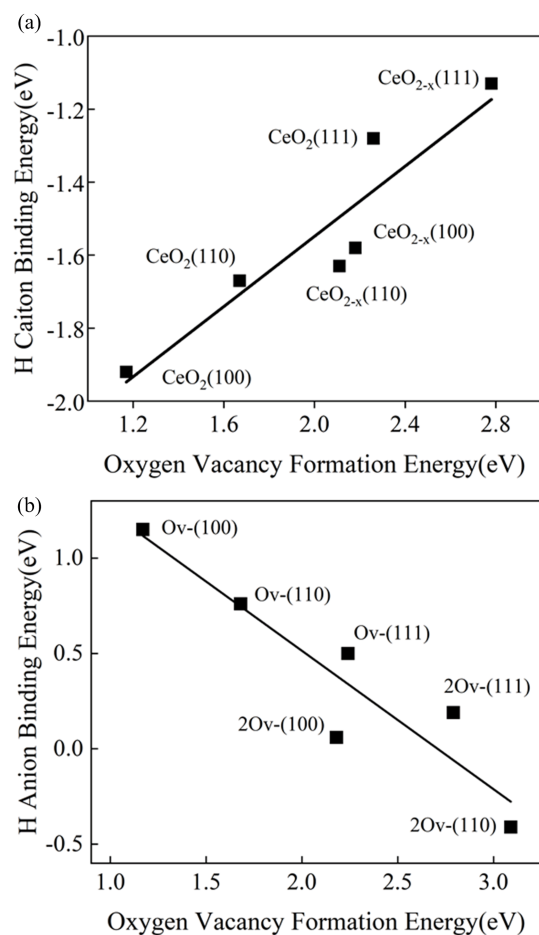 (a)
-1.0
-1.2
-1.4
-1.6
-1.8
-2.0
H Caiton Binding Energy(eV)
CeO2-x(111)
CeO2(111)
CeO2-x(100)
CeO2(110)
CeO2-x(110)
CeO2(100)
1.2 1.6 2.0 2.4 2.8
Oxygen Vacancy Formation Energy(eV)
(b)
1.0
0.5
0.0
-0.5
H Anion Binding Energy(eV)
Ov-(100)
Ov-(110)
Ov-(111)
2Ov-(111)
2Ov-(100)
2Ov-(110)
1.0 1.5 2.0 2.5 3.0
Oxygen Vacancy Formation Energy(eV)